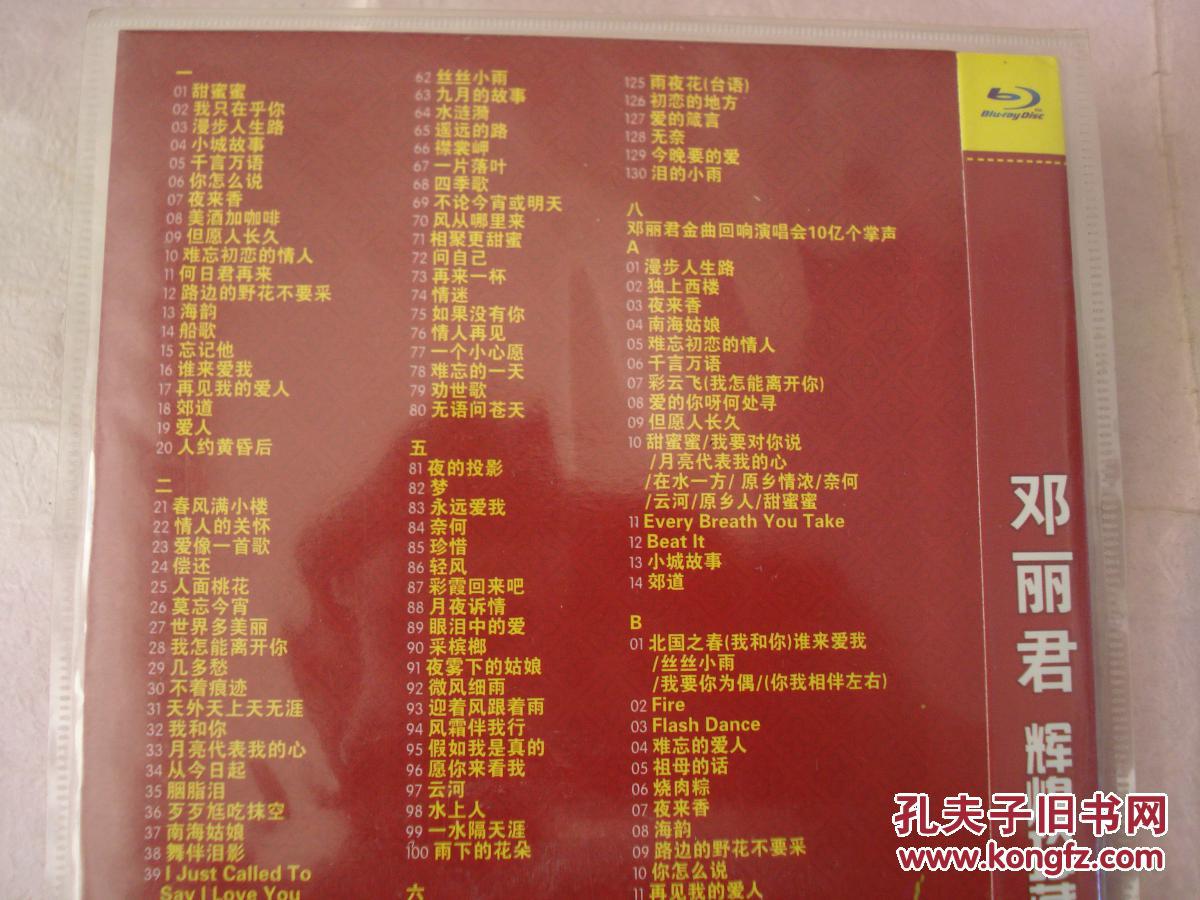 一
01 甜蜜蜜
02 我只在乎你
03 漫步人生路
04 小城故事
05 千言万语
06 你怎么说
07 夜来香
08 美酒加咖啡
09 但愿人长久
10 难忘初恋的情人
11 何日君再来
12 路边的野花不要采
13 海韵
14 船歌
15 忘记他
16 谁来爱我
17 再见我的爱人
18 郊道
19 爱人
20 人约黄昏后
二
21 春风满小楼
22 情人的关怀
23 爱像一首歌
24 偿还
25 人面桃花
26 莫忘今宵
27 世界多美丽
28 我怎能离开你
29 几多愁
30 不着痕迹
31 天外天上天无涯
32 我和你
33 月亮代表我的心
34 从今日起
35 胭脂泪
36 歹歹尪吃抹空
37 南海姑娘
38 舞伴泪影
39 I Just Called To
Say I Love You
62 丝丝小雨
63 九月的故事
64 水涟漪
65 遥远的路
66 襟裳岬
67 一片落叶
68 四季歌
69 不论今宵或明天
70 风从哪里来
71 相聚更甜蜜
72 问自己
73 再来一杯
74 情迷
75 如果没有你
76 情人再见
77 一个小心愿
78 难忘的一天
79 劝世歌
80 无语问苍天
五
81 夜的投影
82 梦
83 永远爱我
84 奈何
85 珍惜
86 轻风
87 彩霞回来吧
88 月夜诉情
89 眼泪中的爱
90 采槟榔
91 夜雾下的姑娘
92 微风细雨
93 迎着风跟着雨
94 风霜伴我行
95 假如我是真的
96 愿你来看我
97 云河
98 水上人
99 一水隔天涯
100 雨下的花朵
六
125 雨夜花(台语)
126 初恋的地方
127 爱的箴言
128 无奈
129 今晚要的爱
130 泪的小雨
八
邓丽君金曲回响演唱会10亿个掌声
A
01 漫步人生路
02 独上西楼
03 夜来香
04 南海姑娘
05 难忘初恋的情人
06 千言万语
07 彩云飞(我怎能离开你)
08 爱的你呀何处寻
09 但愿人长久
10 甜蜜蜜/我要对你说
/月亮代表我的心
/在水一方/ 原乡情浓/奈何
/云河/原乡人/甜蜜蜜
11 Every Breath You Take
12 Beat It
13 小城故事
14 郊道
B
01 北国之春(我和你)谁来爱我
/丝丝小雨
/我要你为偶/(你我相伴左右)
02 Fire
03 Flash Dance
04 难忘的爱人
05 祖母的话
06 烧肉粽
07 夜来香
08 海韵
09 路边的野花不要采
10 你怎么说
11 再见我的爱人
Blu-ray Disc
邓丽君 辉煌
孔夫子旧书网
www.kongfz.com